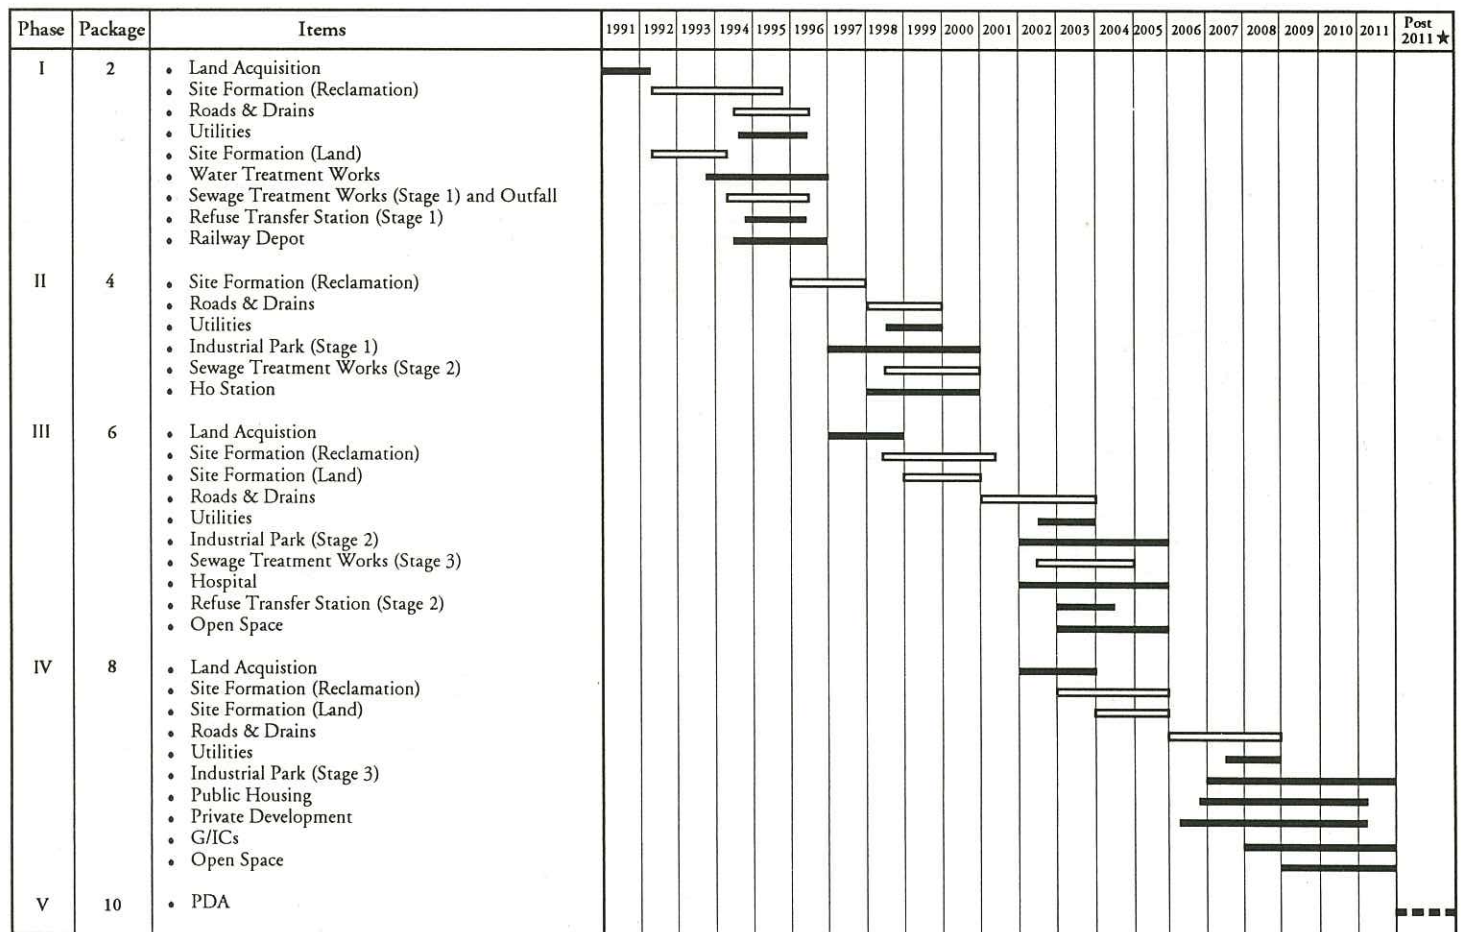 Phase Package Items 1991 1992 1993 1994 1995 1996 1997 1998 1999 2000 2001 2002 2003 2004 2005 2006 2007 2008 2009 2010 2011 Post 2011 ★
I 2 • Land Acquisition
• Site Formation (Reclamation)
• Roads & Drains
• Utilities
• Site Formation (Land)
• Water Treatment Works
• Sewage Treatment Works (Stage 1) and Outfall
• Refuse Transfer Station (Stage 1)
• Railway Depot
II 4 • Site Formation (Reclamation)
• Roads & Drains
• Utilities
• Industrial Park (Stage 1)
• Sewage Treatment Works (Stage 2)
• Ho Station
III 6 • Land Acquistion
• Site Formation (Reclamation)
• Site Formation (Land)
• Roads & Drains
• Utilities
• Industrial Park (Stage 2)
• Sewage Treatment Works (Stage 3)
• Hospital
• Refuse Transfer Station (Stage 2)
• Open Space
IV 8 • Land Acquistion
• Site Formation (Reclamation)
• Site Formation (Land)
• Roads & Drains
• Utilities
• Industrial Park (Stage 3)
• Public Housing
• Private Development
• G/ICs
• Open Space
V 10 • PDA